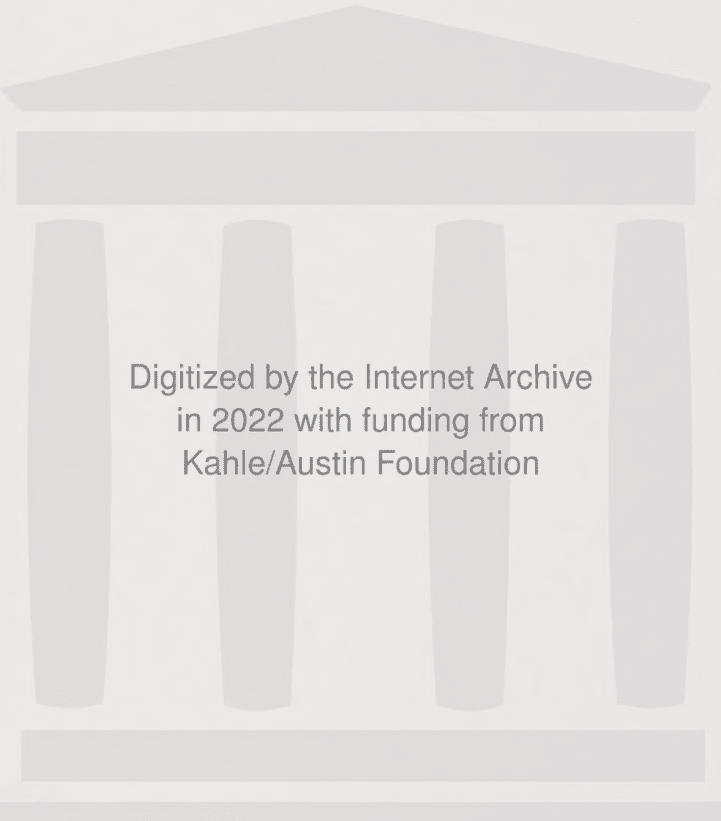 Digitized by the Internet Archive
in 2022 with funding from
Kahle/Austin Foundation